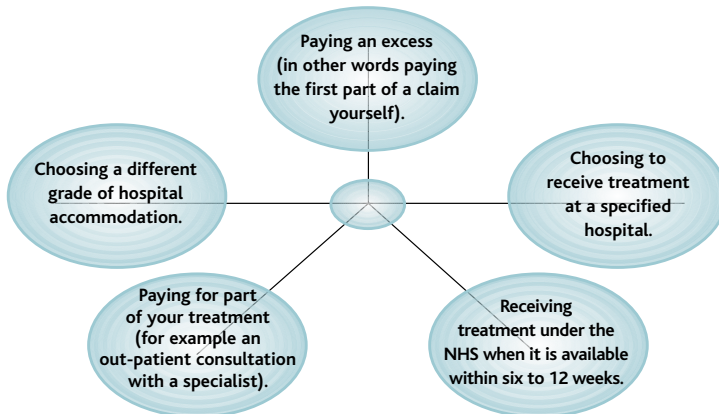 Paying an excess
(in other words paying
the first part of a claim
yourself).
Choosing a different
grade of hospital
accommodation.
Choosing to
receive treatment
at a specified
hospital.
Paying for part
of your treatment
(for example an
out-patient consultation
with a specialist).
Receiving
treatment under the
NHS when it is available
within six to 12 weeks.